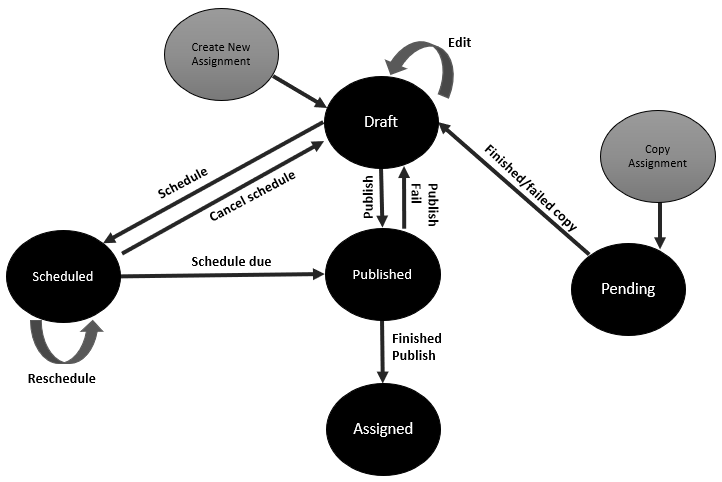 Create New
Assignment
Edit
Draft
Copy
Assignment
Schedule
Cancel schedule
Publish
Publish
Fail
Finished/failed copy
Scheduled
Schedule due
Published
Pending
Reschedule
Finished
Publish
Assigned